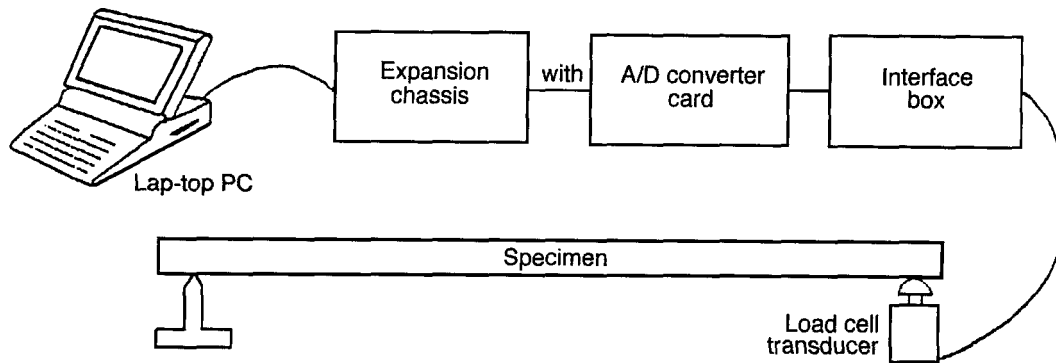 Expansion
chassis
with
A/D converter
card
Interface
box
Lap-top PC
Specimen
Load cell
transducer